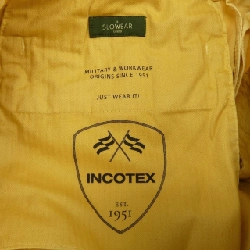 SLOWEAR
MILITARY & WORKWEAR
ORIGINS SINCE 1951
JUST WEAR IT!
INCOTEX
EST.
1951